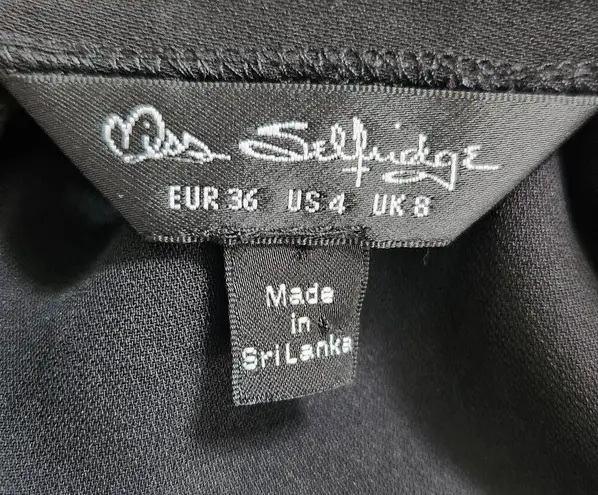 Miss Selfridge
EUR 36 US 4 UK 8
Made
in
SriLanka